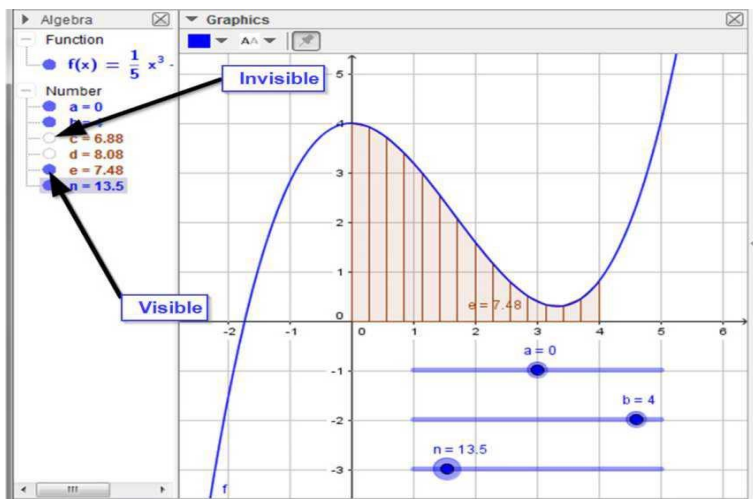 Algebra
Function
f(x) = 1/5 x³ -
Number
a = 0
c = 6.88
d = 8.08
e = 7.48
n = 13.5
Invisible
Visible
Graphics
AA
5
4
3
2
1
0
-2 -1 0 1 2 3 4 5 6
-1
-2
-3
e = 7.48
a = 0
b = 4
n = 13.5
f